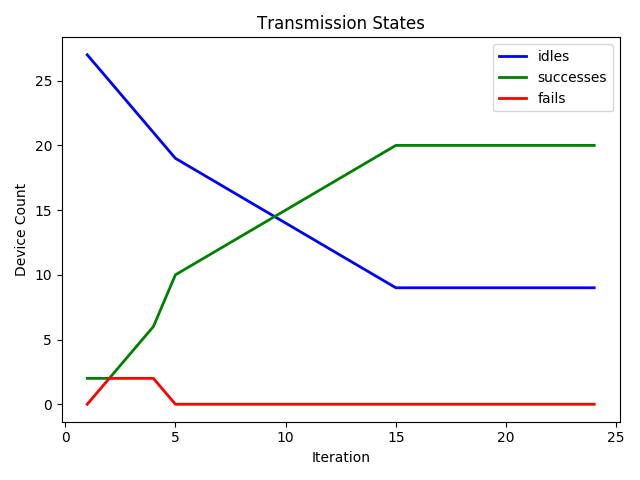 Transmission States
idles
successes
fails
Device Count
25
20
15
10
5
0
0
5
10
15
20
25
Iteration